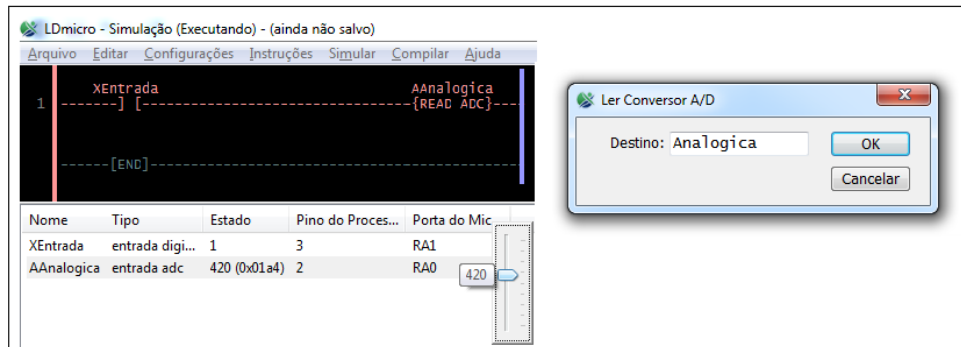 LDmicro - Simulação (Executando) - (ainda não salvo)
Arquivo Editar Configurações Instruções Simular Compilar Ajuda
XEntrada AAnalogica
1 -------] [------------------------------------{READ ADC}----
------[END]------------------------------------------------
Nome Tipo Estado Pino do Proces... Porta do Mic
XEntrada entrada digi... 1 3 RA1
AAnalogica entrada adc 420 (0x01a4) 2 RA0
420
Ler Conversor A/D
Destino: Analogica OK
Cancelar